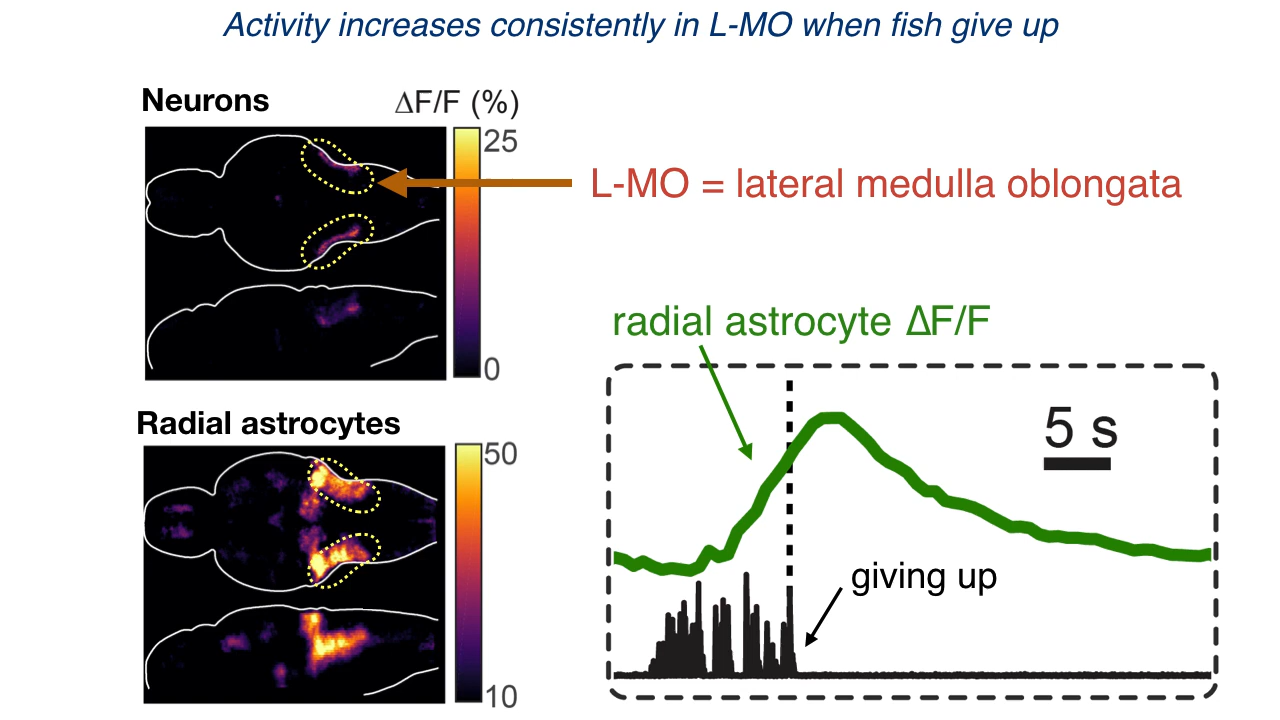 Activity increases consistently in L-MO when fish give up
Neurons
ΔF/F (%)
25
0
L-MO = lateral medulla oblongata
radial astrocyte ΔF/F
Radial astrocytes
50
10
5 s
giving up